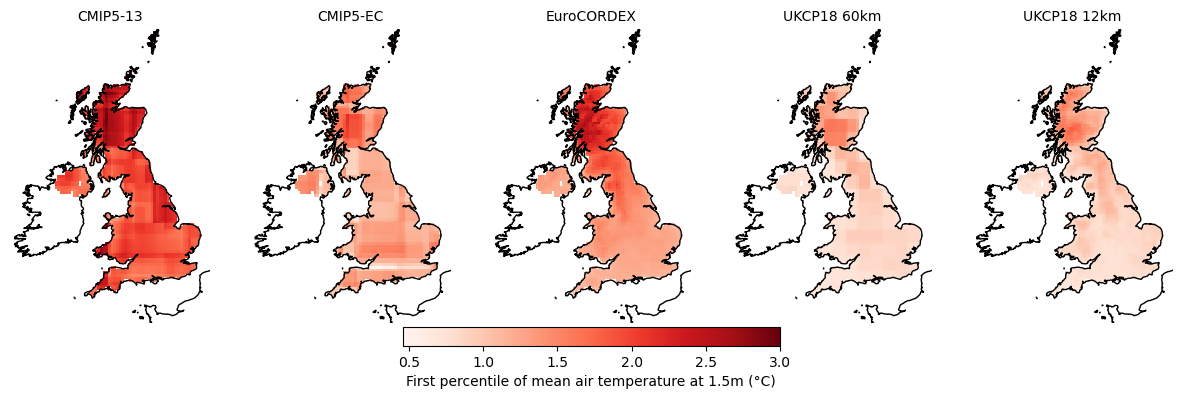 CMIP5-13 CMIP5-EC EuroCORDEX UKCP18 60km UKCP18 12km
0.5 1.0 1.5 2.0 2.5 3.0
First percentile of mean air temperature at 1.5m (°C)